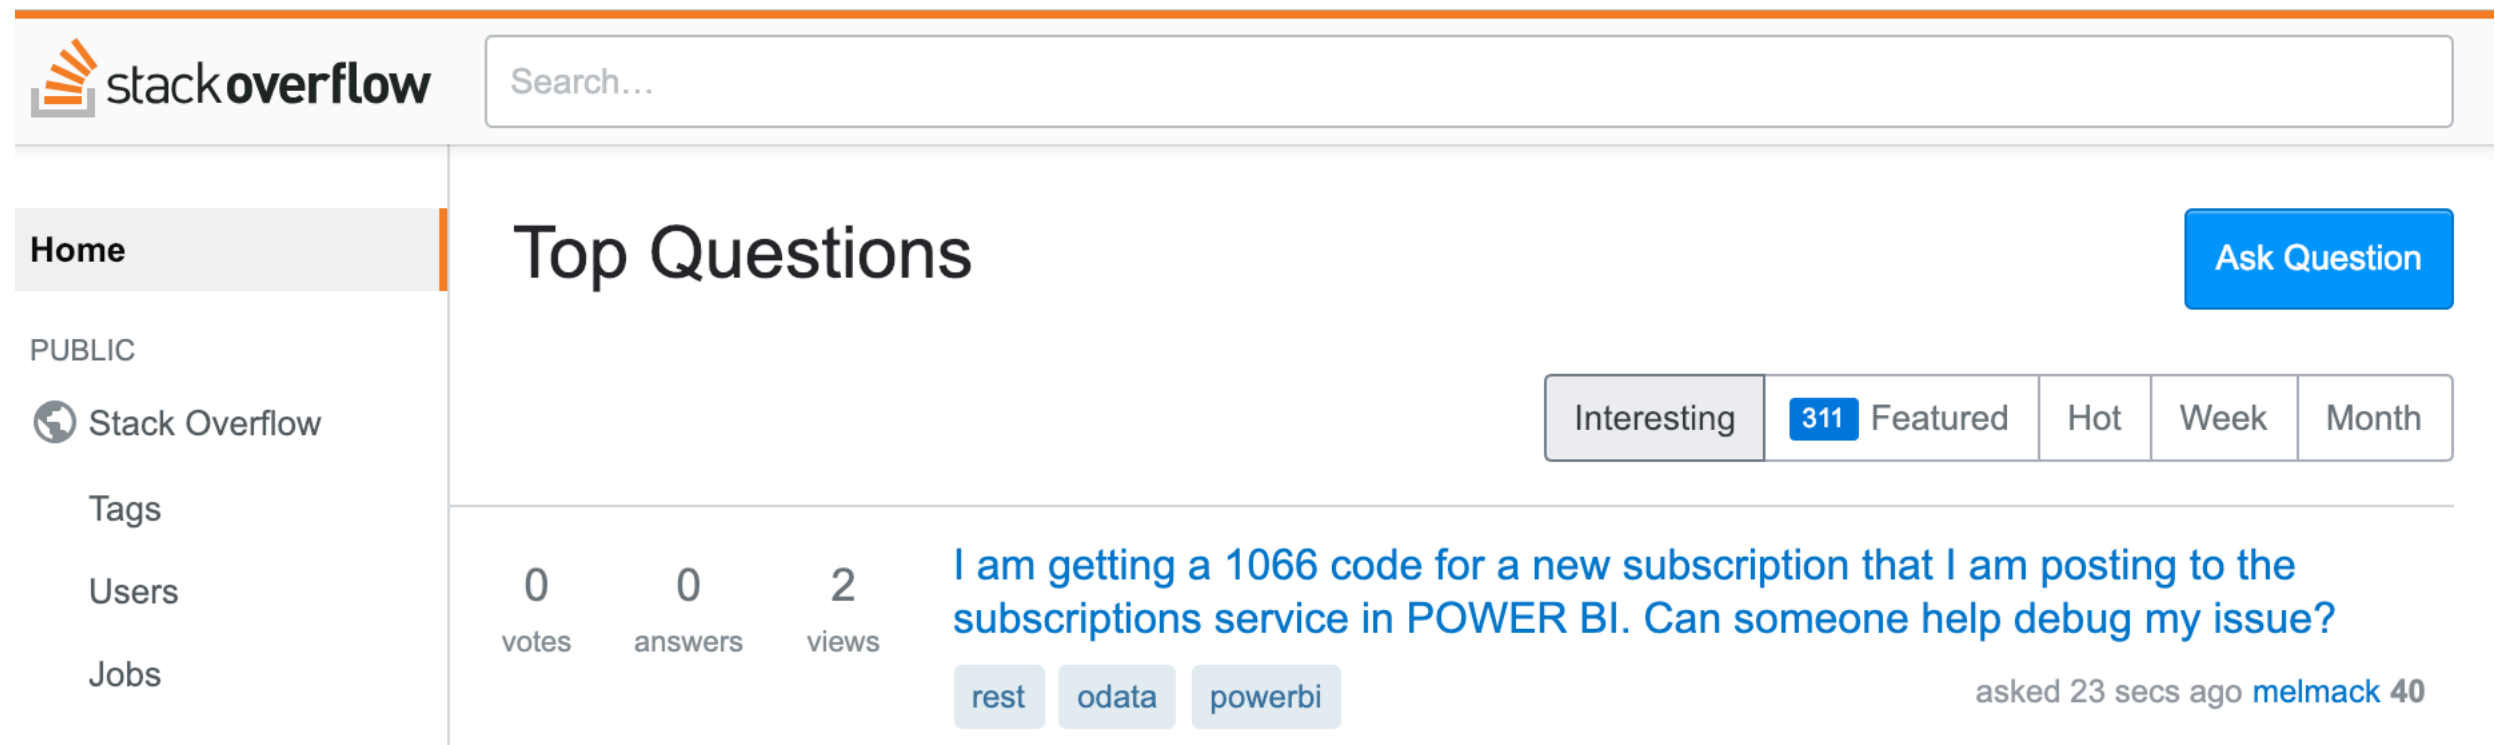 stackoverflow
Search...
Home
PUBLIC
Stack Overflow
Tags
Users
Jobs
Top Questions
Ask Question
Interesting
311 Featured
Hot
Week
Month
0
votes
0
answers
2
views
I am getting a 1066 code for a new subscription that I am posting to the
subscriptions service in POWER BI. Can someone help debug my issue?
rest
odata
powerbi
asked 23 secs ago melmack 40